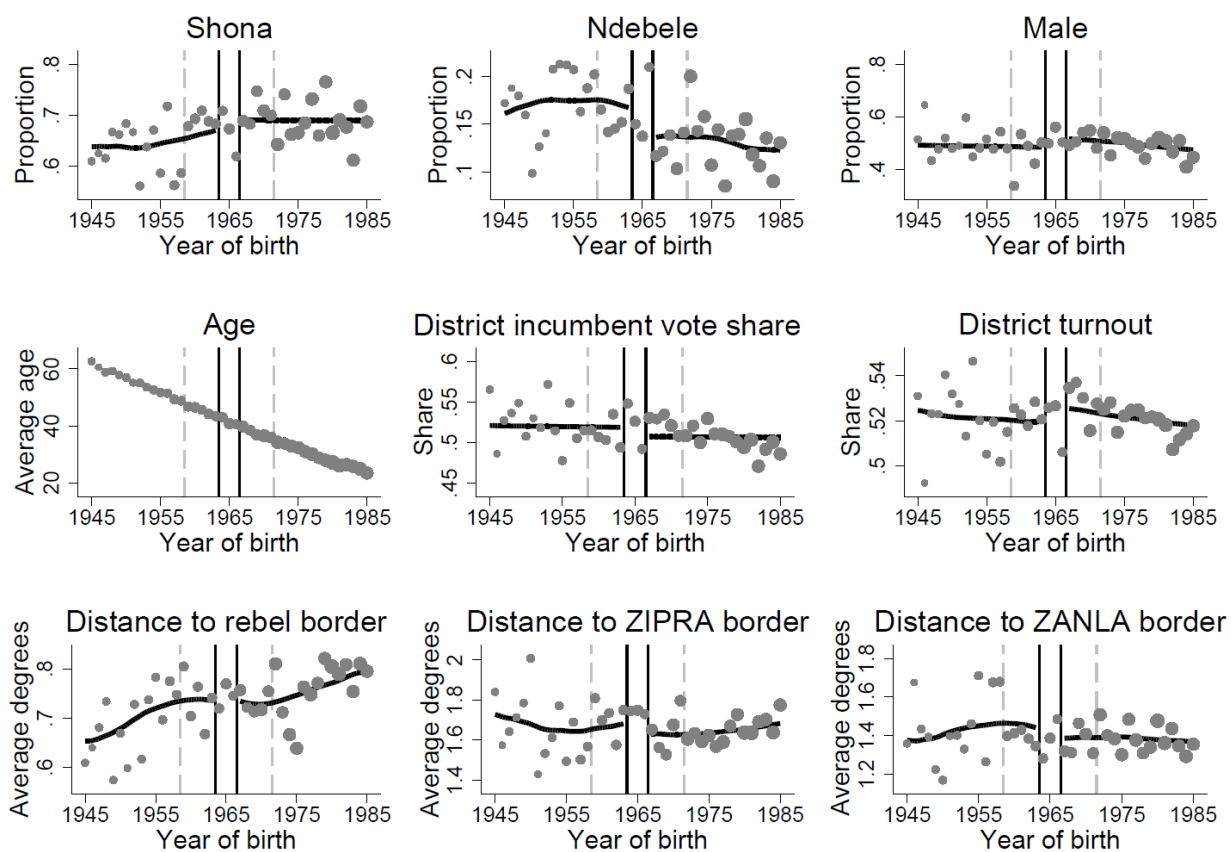 Shona
Proportion
.8
.7
.6
1945 1955 1965 1975 1985
Year of birth
Ndebele
Proportion
.2
.15
.1
1945 1955 1965 1975 1985
Year of birth
Male
Proportion
.8
.6
.4
1945 1955 1965 1975 1985
Year of birth
Age
Average age
60
40
20
1945 1955 1965 1975 1985
Year of birth
District incumbent vote share
Share
.6
.55
.5
.45
1945 1955 1965 1975 1985
Year of birth
District turnout
Share
.54
.52
.5
1945 1955 1965 1975 1985
Year of birth
Distance to rebel border
Average degrees
.8
.7
.6
1945 1955 1965 1975 1985
Year of birth
Distance to ZIPRA border
Average degrees
2
1.8
1.6
1.4
1945 1955 1965 1975 1985
Year of birth
Distance to ZANLA border
Average degrees
1.8
1.6
1.4
1.2
1945 1955 1965 1975 1985
Year of birth